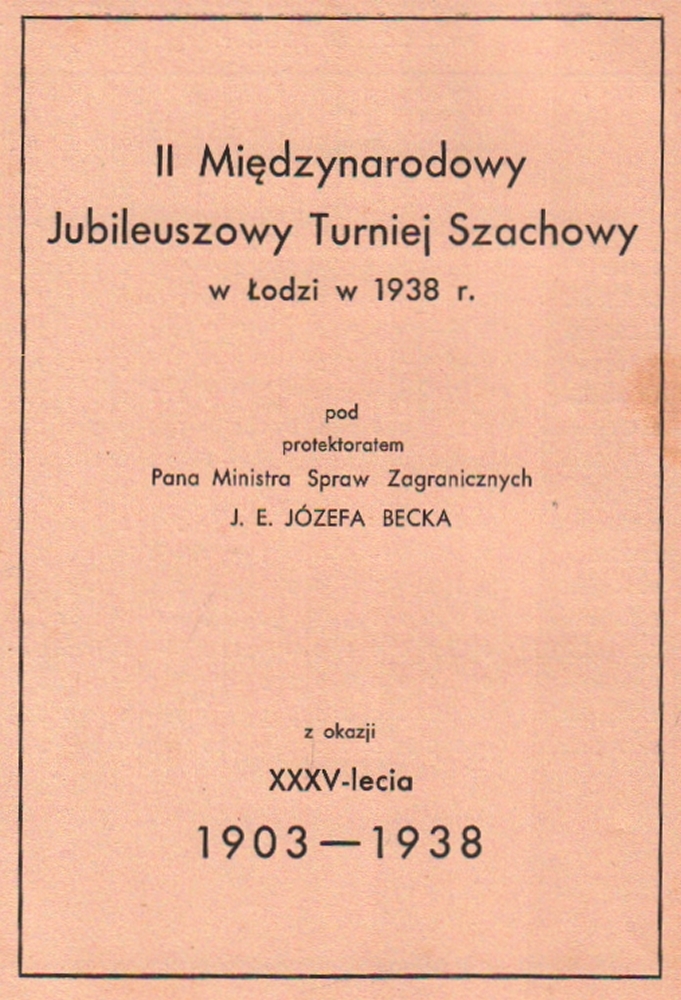 II Międzynarodowy
Jubileuszowy Turniej Szachowy
w Łodzi w 1938 r.
pod
protektoratem
Pana Ministra Spraw Zagranicznych
J. E. JÓZEFA BECKA
z okazji
XXXV-lecia
1903—1938